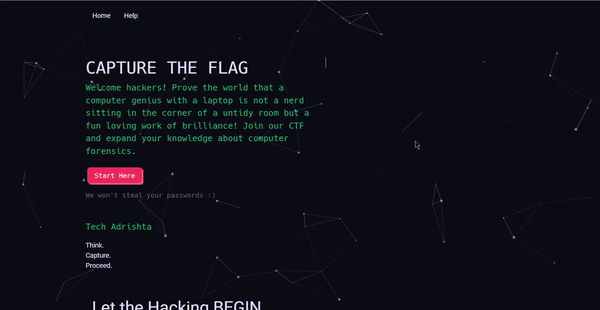 Home Help
CAPTURE THE FLAG
Welcome hackers! Prove the world that a
computer genius with a laptop is not a nerd
sitting in the corner of a untidy room but a
fun loving work of brilliance! Join our CTF
and expand your knowledge about computer
forensics.
Start Here
We won't steal your passwords :)
Tech Adrishta
Think.
Capture.
Proceed.
Let the Hacking BEGIN